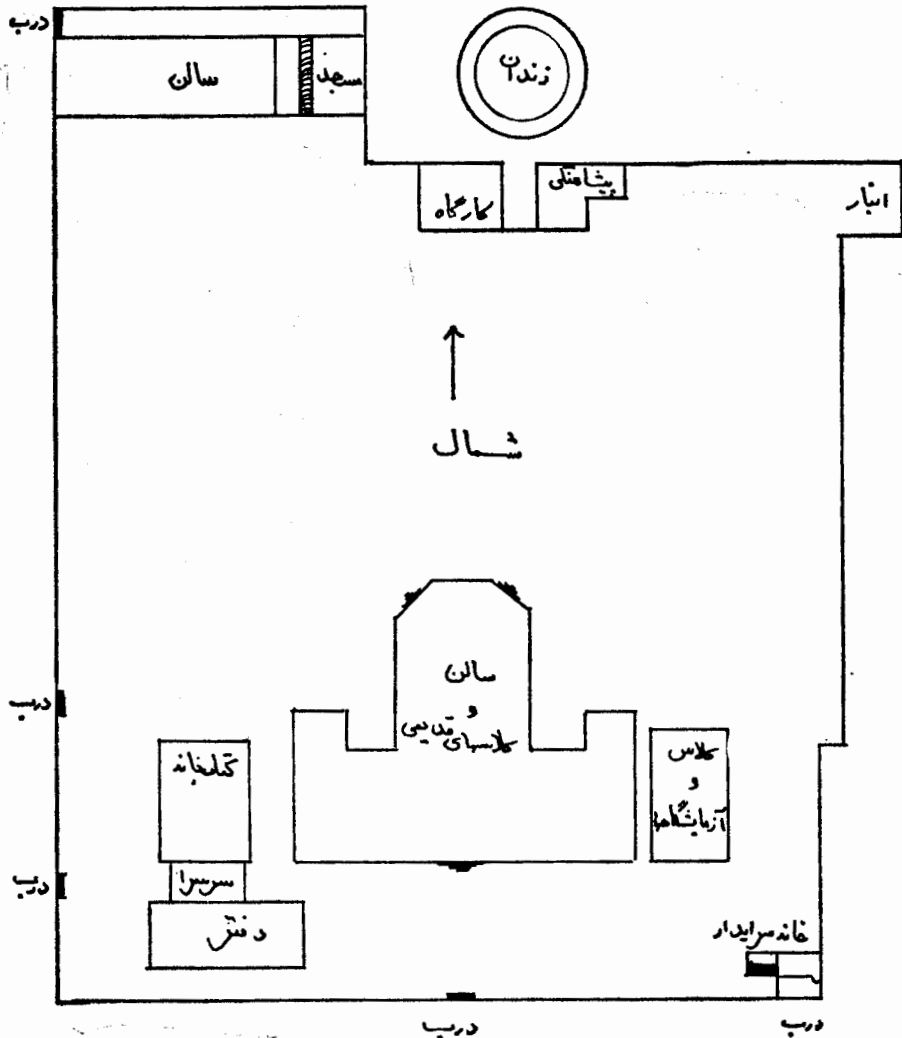 درب
سالن
مسجد
زندان
کارگاه
پیشاهنگی
انبار
شمال
سالن
و
کلاسهای قدیمی
درب
کتابخانه
کلاس
و
آزمایشگاهها
درب
سرسرا
دفتر
خانه سرایدار
درب
درب